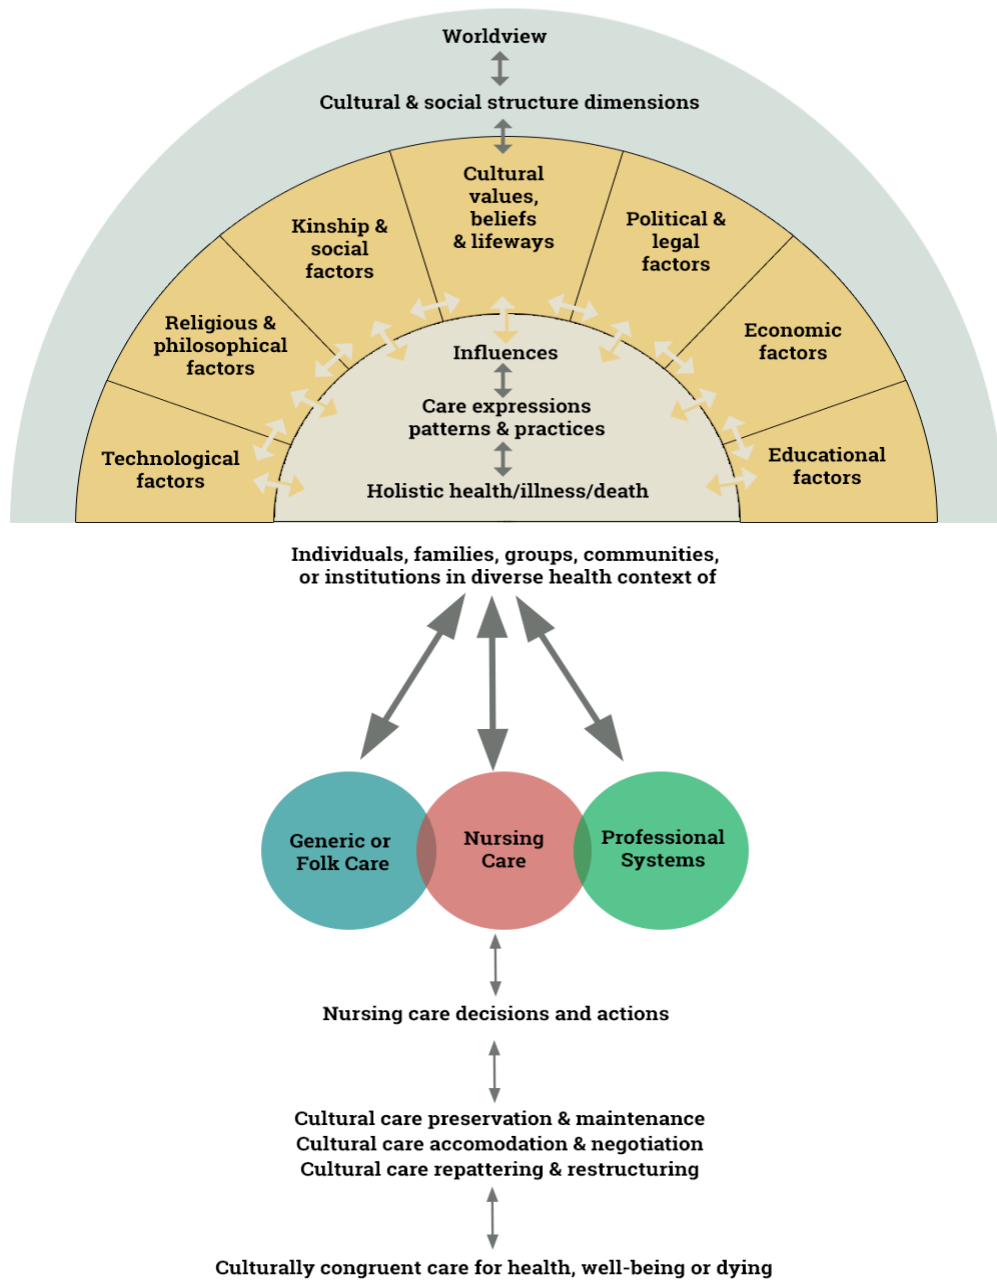 Worldview
Cultural & social structure dimensions
Cultural
values,
beliefs
& lifeways
Kinship &
social
factors
Political &
legal
factors
Religious &
philosophical
factors
Economic
factors
Technological
factors
Educational
factors
Influences
Care expressions
patterns & practices
Holistic health/illness/death
Individuals, families, groups, communities,
or institutions in diverse health context of
Generic or
Folk Care
Nursing
Care
Professional
Systems
Nursing care decisions and actions
Cultural care preservation & maintenance
Cultural care accomodation & negotiation
Cultural care repattering & restructuring
Culturally congruent care for health, well-being or dying